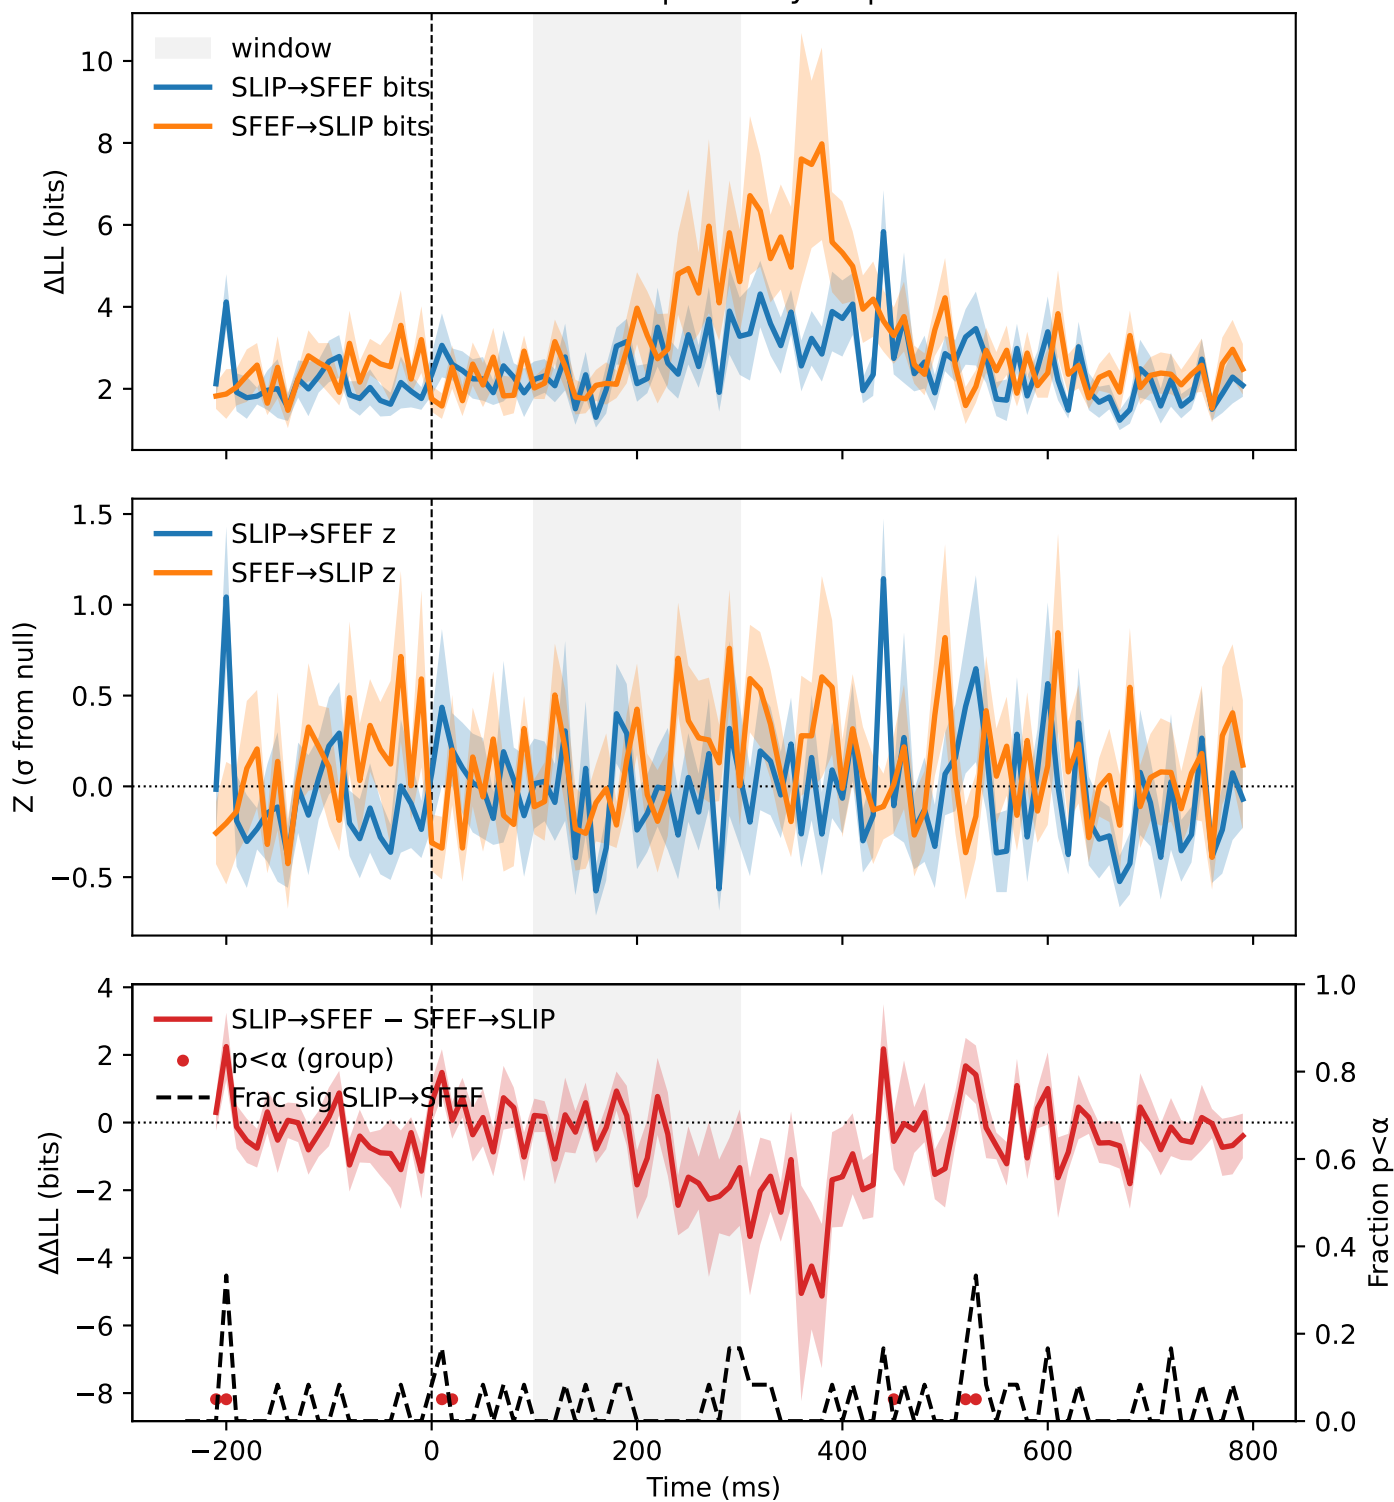 window
SLIP→SFEF bits
SFEF→SLIP bits
10
8
6
4
2
ΔLL (bits)
SLIP→SFEF z
SFEF→SLIP z
1.5
1.0
0.5
0.0
−0.5
Z (σ from null)
SLIP→SFEF − SFEF→SLIP
p<α (group)
Frac sig SLIP→SFEF
4
2
0
−2
−4
−6
−8
ΔΔLL (bits)
1.0
0.8
0.6
0.4
0.2
0.0
Fraction p<α
−200
0
200
400
600
800
Time (ms)